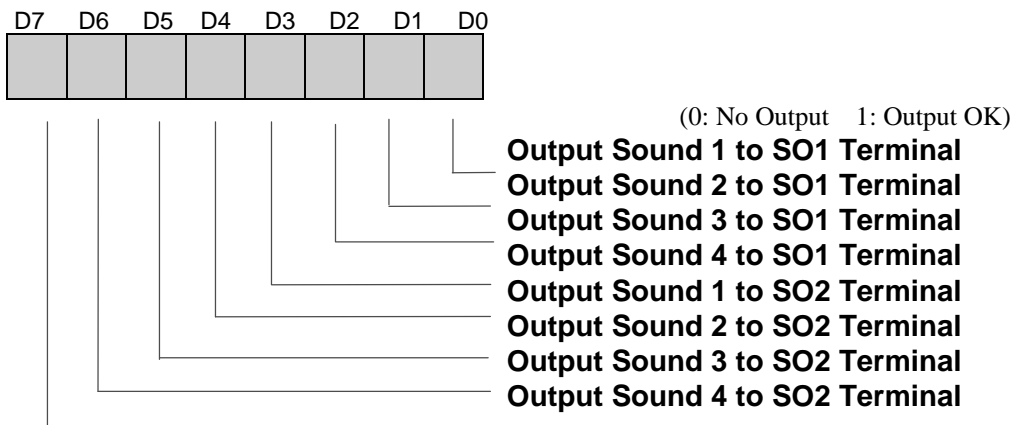 D7 D6 D5 D4 D3 D2 D1 D0
(0: No Output 1: Output OK)
Output Sound 1 to SO1 Terminal
Output Sound 2 to SO1 Terminal
Output Sound 3 to SO1 Terminal
Output Sound 4 to SO1 Terminal
Output Sound 1 to SO2 Terminal
Output Sound 2 to SO2 Terminal
Output Sound 3 to SO2 Terminal
Output Sound 4 to SO2 Terminal